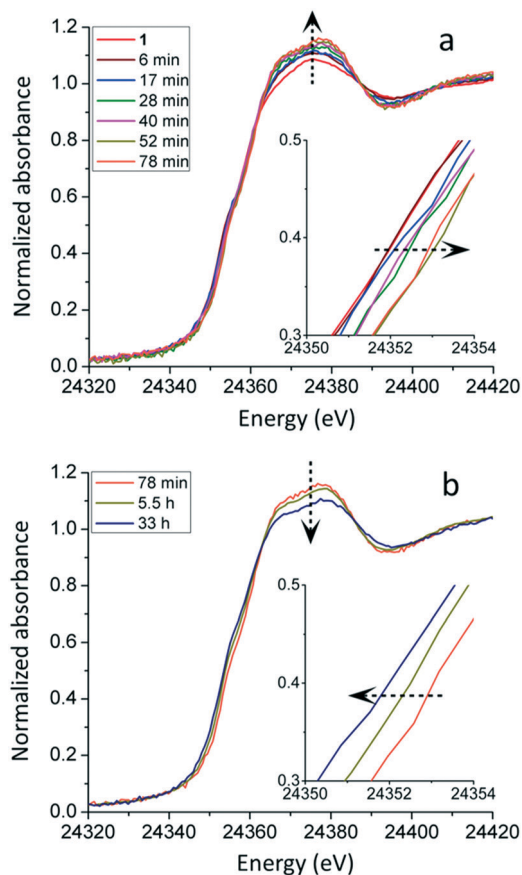 a
1
6 min
17 min
28 min
40 min
52 min
78 min
Normalized absorbance
1.2
1.0
0.8
0.6
0.4
0.2
0.0
0.5
0.4
0.3
24350 24352 24354
24320 24340 24360 24380 24400 24420
Energy (eV)
b
78 min
5.5 h
33 h
Normalized absorbance
1.2
1.0
0.8
0.6
0.4
0.2
0.0
0.5
0.4
0.3
24350 24352 24354
24320 24340 24360 24380 24400 24420
Energy (eV)